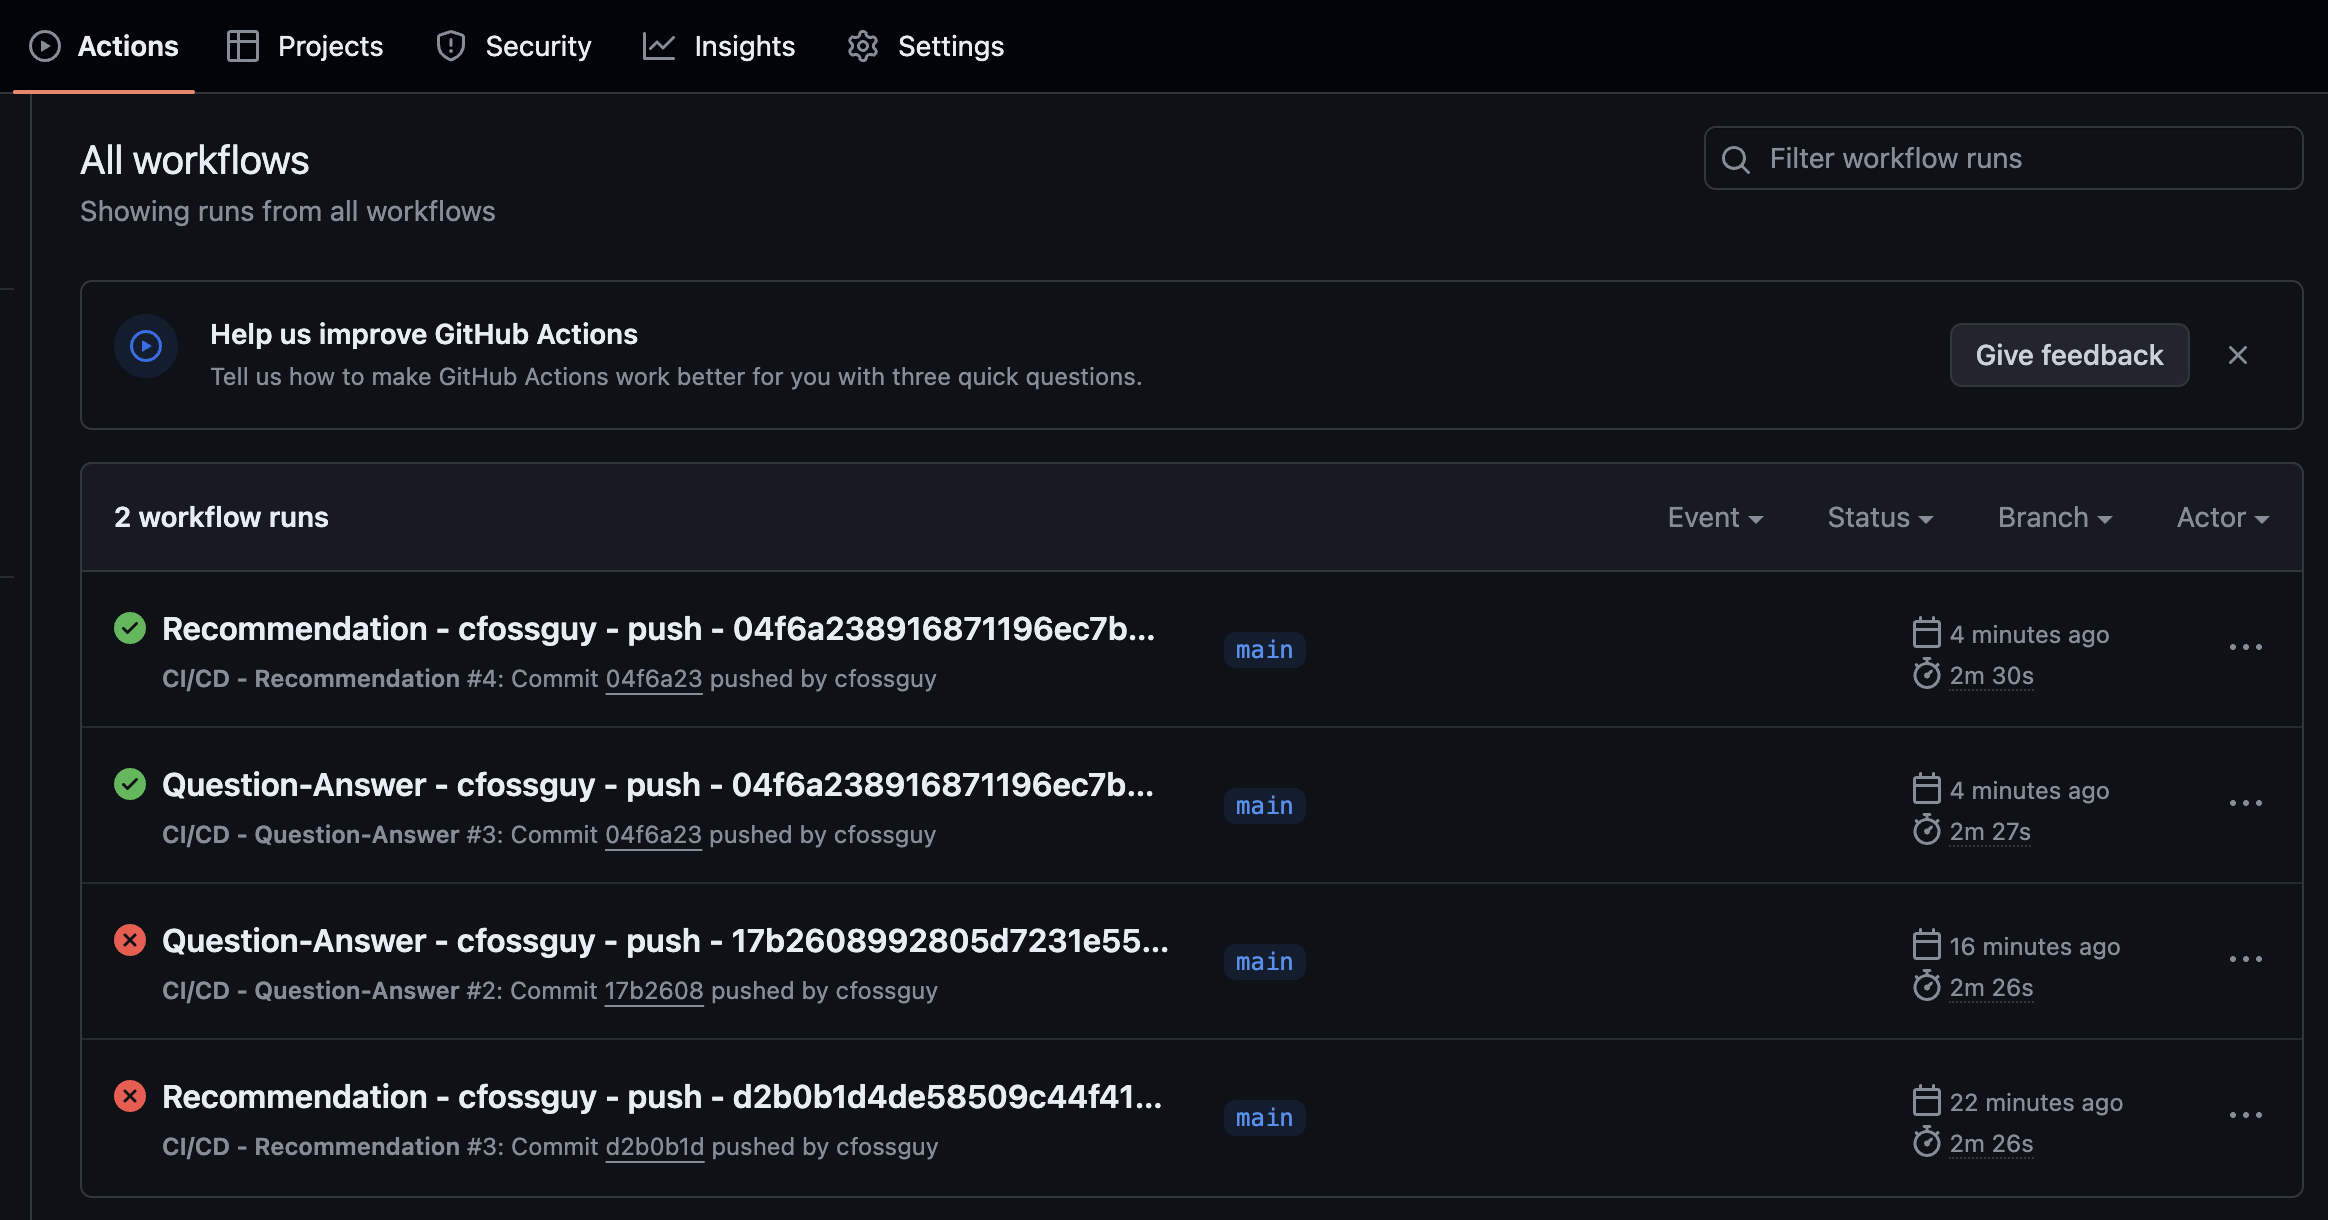 Actions Projects Security Insights Settings
All workflows
Filter workflow runs
Showing runs from all workflows
Help us improve GitHub Actions
Tell us how to make GitHub Actions work better for you with three quick questions.
Give feedback
2 workflow runs
Event Status Branch Actor
Recommendation - cfossguy - push - 04f6a238916871196ec7b...
CI/CD - Recommendation #4: Commit 04f6a23 pushed by cfossguy
main
4 minutes ago
2m 30s
Question-Answer - cfossguy - push - 04f6a238916871196ec7b...
CI/CD - Question-Answer #3: Commit 04f6a23 pushed by cfossguy
main
4 minutes ago
2m 27s
Question-Answer - cfossguy - push - 17b2608992805d7231e55...
CI/CD - Question-Answer #2: Commit 17b2608 pushed by cfossguy
main
16 minutes ago
2m 26s
Recommendation - cfossguy - push - d2b0b1d4de58509c44f41...
CI/CD - Recommendation #3: Commit d2b0b1d pushed by cfossguy
main
22 minutes ago
2m 26s